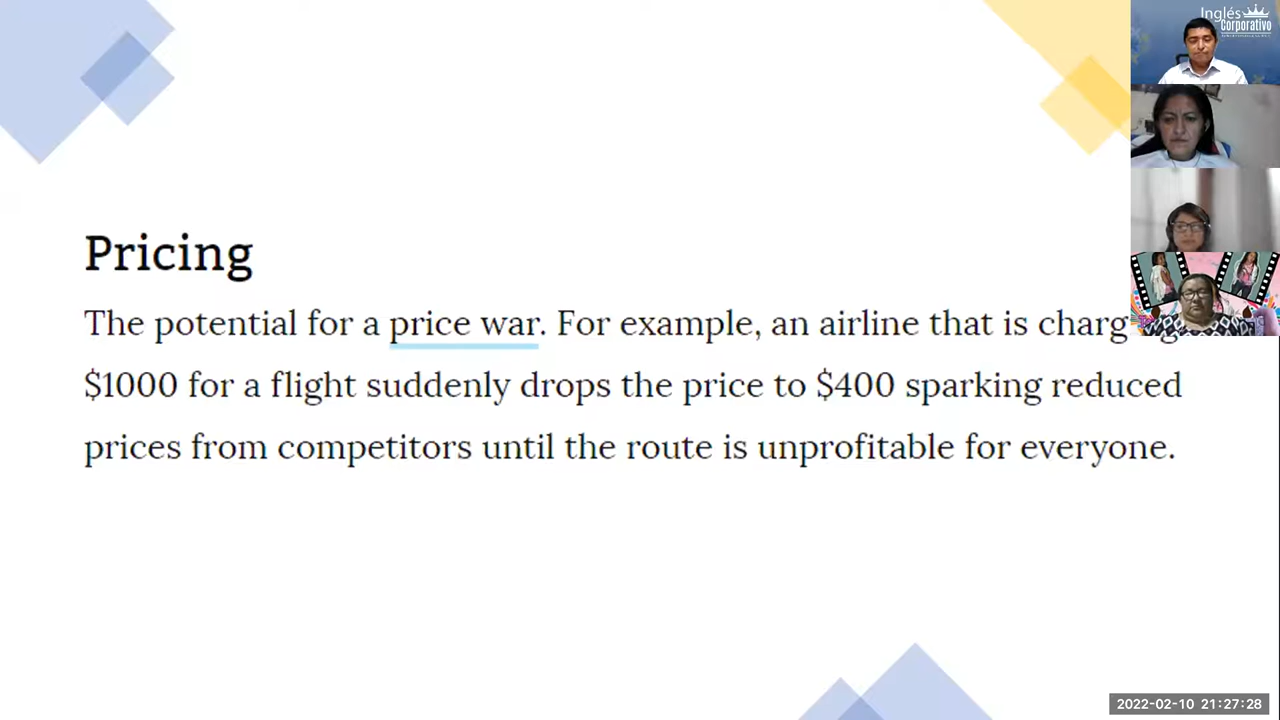 Inglés
Corporativo
Pricing
The potential for a price war. For example, an airline that is
$1000 for a flight suddenly drops the price to $400 sparking reduced
prices from competitors until the route is unprofitable for everyone.
2022-02-10 21:27:28